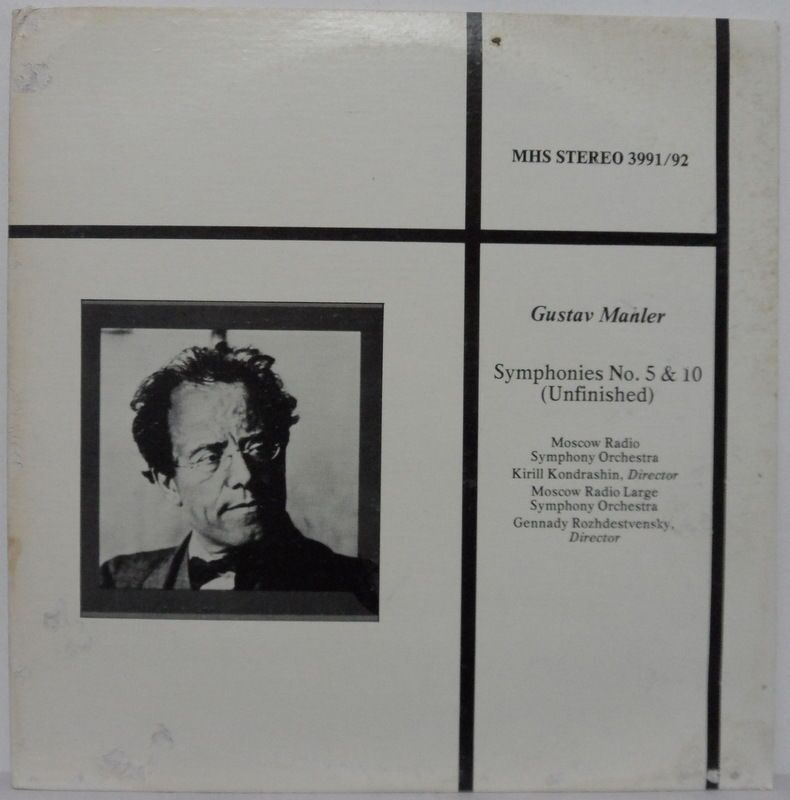 MHS STEREO 3991/92
Gustav Mahler
Symphonies No. 5 & 10
(Unfinished)
Moscow Radio
Symphony Orchestra
Kirill Kondrashin, Director
Moscow Radio Large
Symphony Orchestra
Gennady Rozhdestvensky,
Director